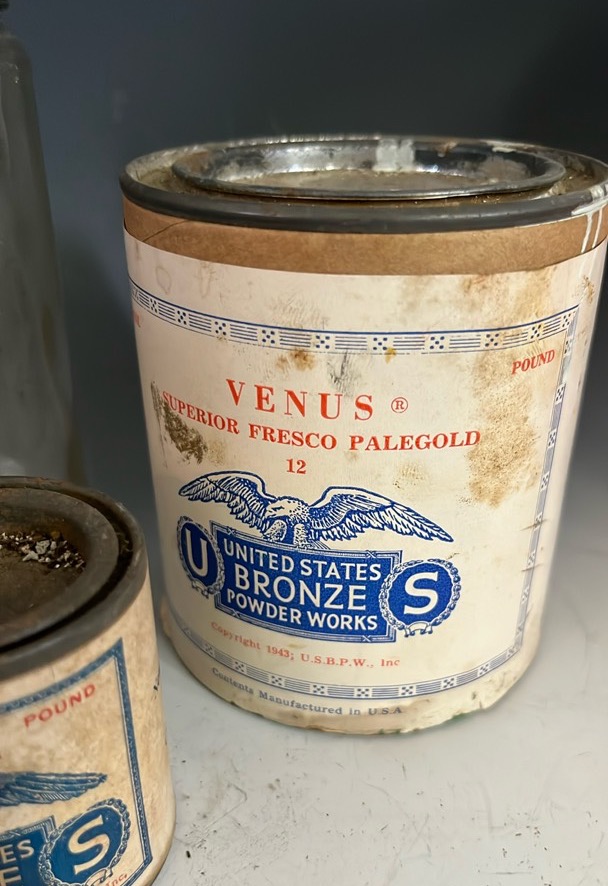 POUND
VENUS ®
SUPERIOR FRESCO PALEGOLD
12
U
UNITED STATES
BRONZE
POWDER WORKS
S
Copyright 1943; U.S.B.P.W., Inc
Contents Manufactured in U.S.A
POUND
ES
E
S
Inc.